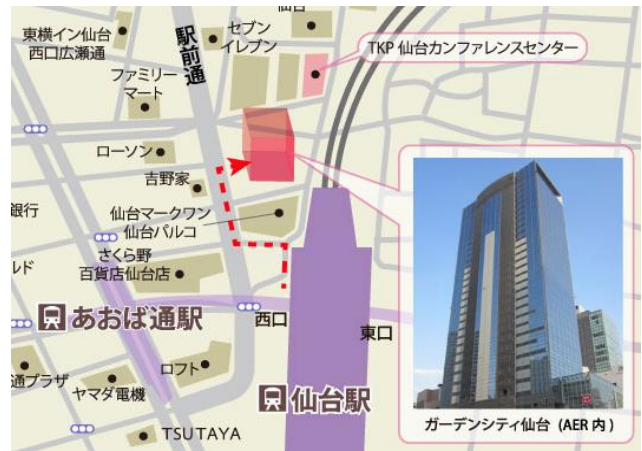 仙台
東横イン仙台
西口広瀬通
セブン
イレブン
駅前通
TKP 仙台カンファレンスセンター
ファミリー
マート
ローソン
吉野家
銀行
仙台マークワン
仙台パルコ
さくら野
百貨店仙台店
ルド
西口
東口
あおば通駅
ロフト
通プラザ
ヤマダ電機
仙台駅
TSUTAYA
ガーデンシティ仙台 (AER 内)